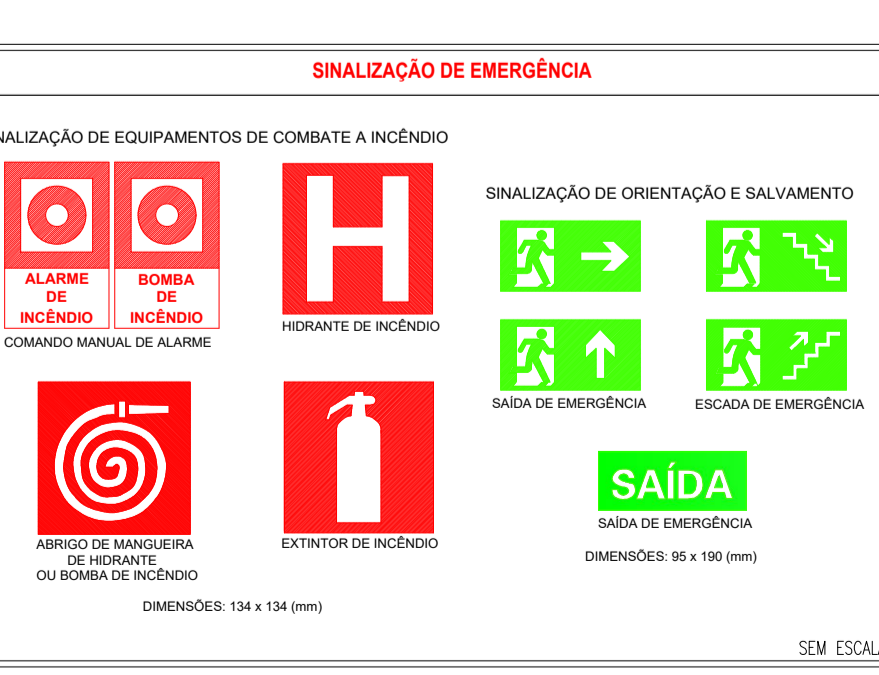 SINALIZAÇÃO DE EMERGÊNCIA
NALIZAÇÃO DE EQUIPAMENTOS DE COMBATE A INCÊNDIO
ALARME
DE
INCÊNDIO
BOMBA
DE
INCÊNDIO
COMANDO MANUAL DE ALARME
H
HIDRANTE DE INCÊNDIO
ABRIGO DE MANGUEIRA
DE HIDRANTE
OU BOMBA DE INCÊNDIO
EXTINTOR DE INCÊNDIO
DIMENSÕES: 134 x 134 (mm)
SINALIZAÇÃO DE ORIENTAÇÃO E SALVAMENTO
SAÍDA DE EMERGÊNCIA
ESCADA DE EMERGÊNCIA
SAÍDA
SAÍDA DE EMERGÊNCIA
DIMENSÕES: 95 x 190 (mm)
SEM ESCALA